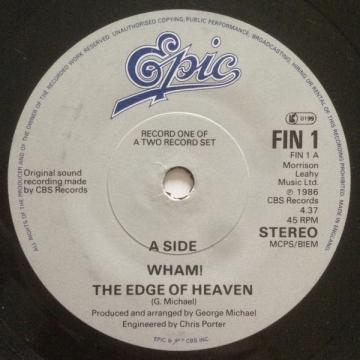 ALL RIGHTS OF THE MANUFACTURER AND OF THE OWNER OF THE RECORDED WORK RESERVED. UNAUTHORISED COPYING, PUBLIC PERFORMANCE, BROADCASTING, HIRING OR RENTAL OF THIS RECORD PROHIBITED. MADE IN ENGLAND.
Epic
RECORD ONE OF
A TWO RECORD SET
0199
FIN 1
FIN 1 A
Morrison
Leahy
Music Ltd.
℗ 1986
CBS Records
4.37
45 RPM
STEREO
MCPS/BIEM
Original sound
recording made
by CBS Records
A SIDE
WHAM!
THE EDGE OF HEAVEN
(G. Michael)
Produced and arranged by George Michael
Engineered by Chris Porter